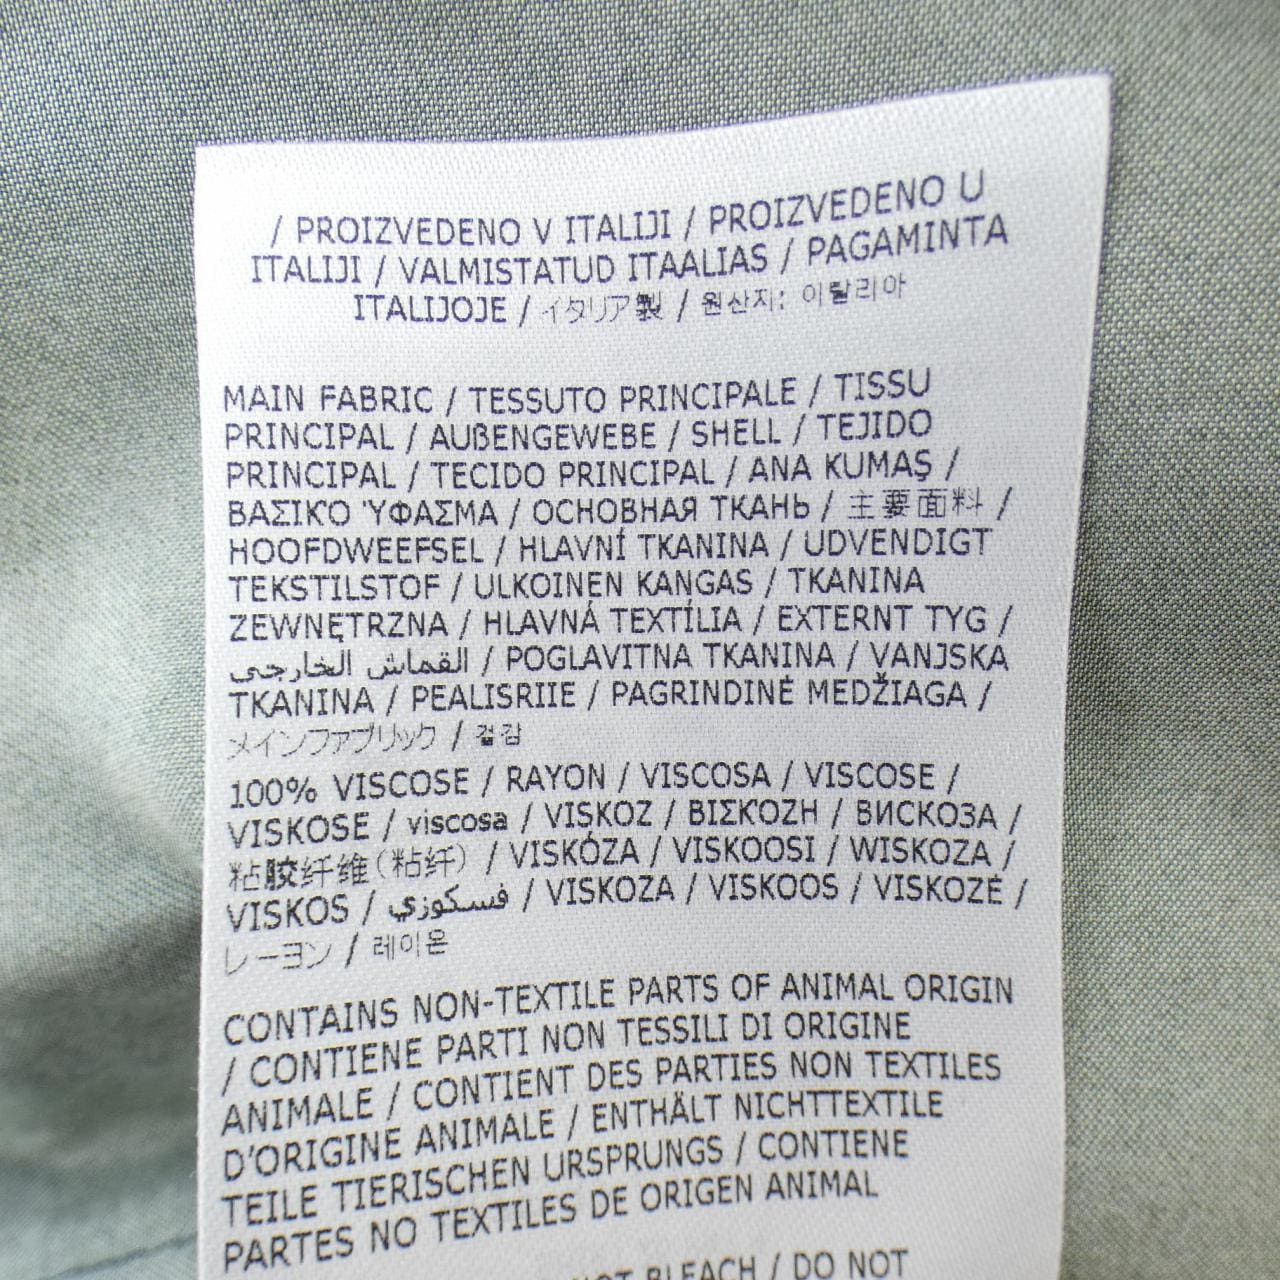 / PROIZVEDENO V ITALIJI / PROIZVEDENO U
ITALIJI / VALMISTATUD ITAALIAS / PAGAMINTA
ITALIJOJE / イタリア製 / 원산지: 이탈리아
MAIN FABRIC / TESSUTO PRINCIPALE / TISSU
PRINCIPAL / AUßENGEWEBE / SHELL / TEJIDO
PRINCIPAL / TECIDO PRINCIPAL / ANA KUMAŞ /
ΒΑΣΙΚΌ ΎΦΑΣΜΑ / ОСНОВНАЯ ТКАНЬ / 主要面料 /
HOOFDWEEFSEL / HLAVNÍ TKANINA / UDVENDIGT
TEKSTILSTOF / ULKOINEN KANGAS / TKANINA
ZEWNĘTRZNA / HLAVNÁ TEXTÍLIA / EXTERNT TYG /
القماش الخارجي / POGLAVITNA TKANINA / VANJSKA
TKANINA / PEALISRIIE / PAGRINDINĖ MEDŽIAGA /
メインファブリック / 겉감
100% VISCOSE / RAYON / VISCOSA / VISCOSE /
VISKOSE / viscosa / VISKOZ / ΒΙΣΚΌΖΗ / ВИСКОЗА /
粘胶纤维(粘纤) / VISKÓZA / VISKOOSI / WISKOZA /
VISKOS / فسكوزي / VISKOZA / VISKOOS / VISKOZĖ /
レーヨン / 레이온
CONTAINS NON-TEXTILE PARTS OF ANIMAL ORIGIN
/ CONTIENE PARTI NON TESSILI DI ORIGINE
ANIMALE / CONTIENT DES PARTIES NON TEXTILES
D'ORIGINE ANIMALE / ENTHÄLT NICHTTEXTILE
TEILE TIERISCHEN URSPRUNGS / CONTIENE
PARTES NO TEXTILES DE ORIGEN ANIMAL
NOT BLEACH / DO NOT